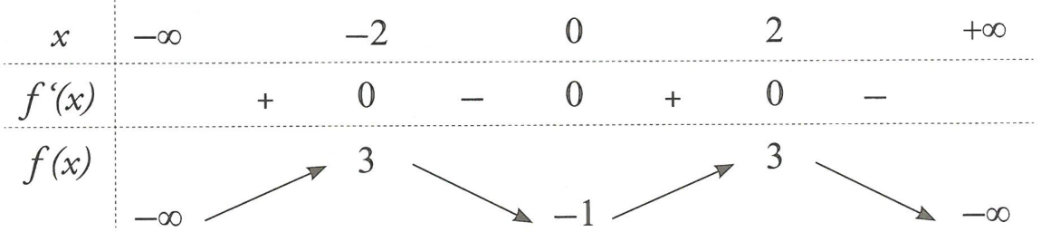 x −∞ −2 0 2 +∞
f‘(x) + 0 − 0 + 0 −
f(x) 3 3
−∞ −1 −∞